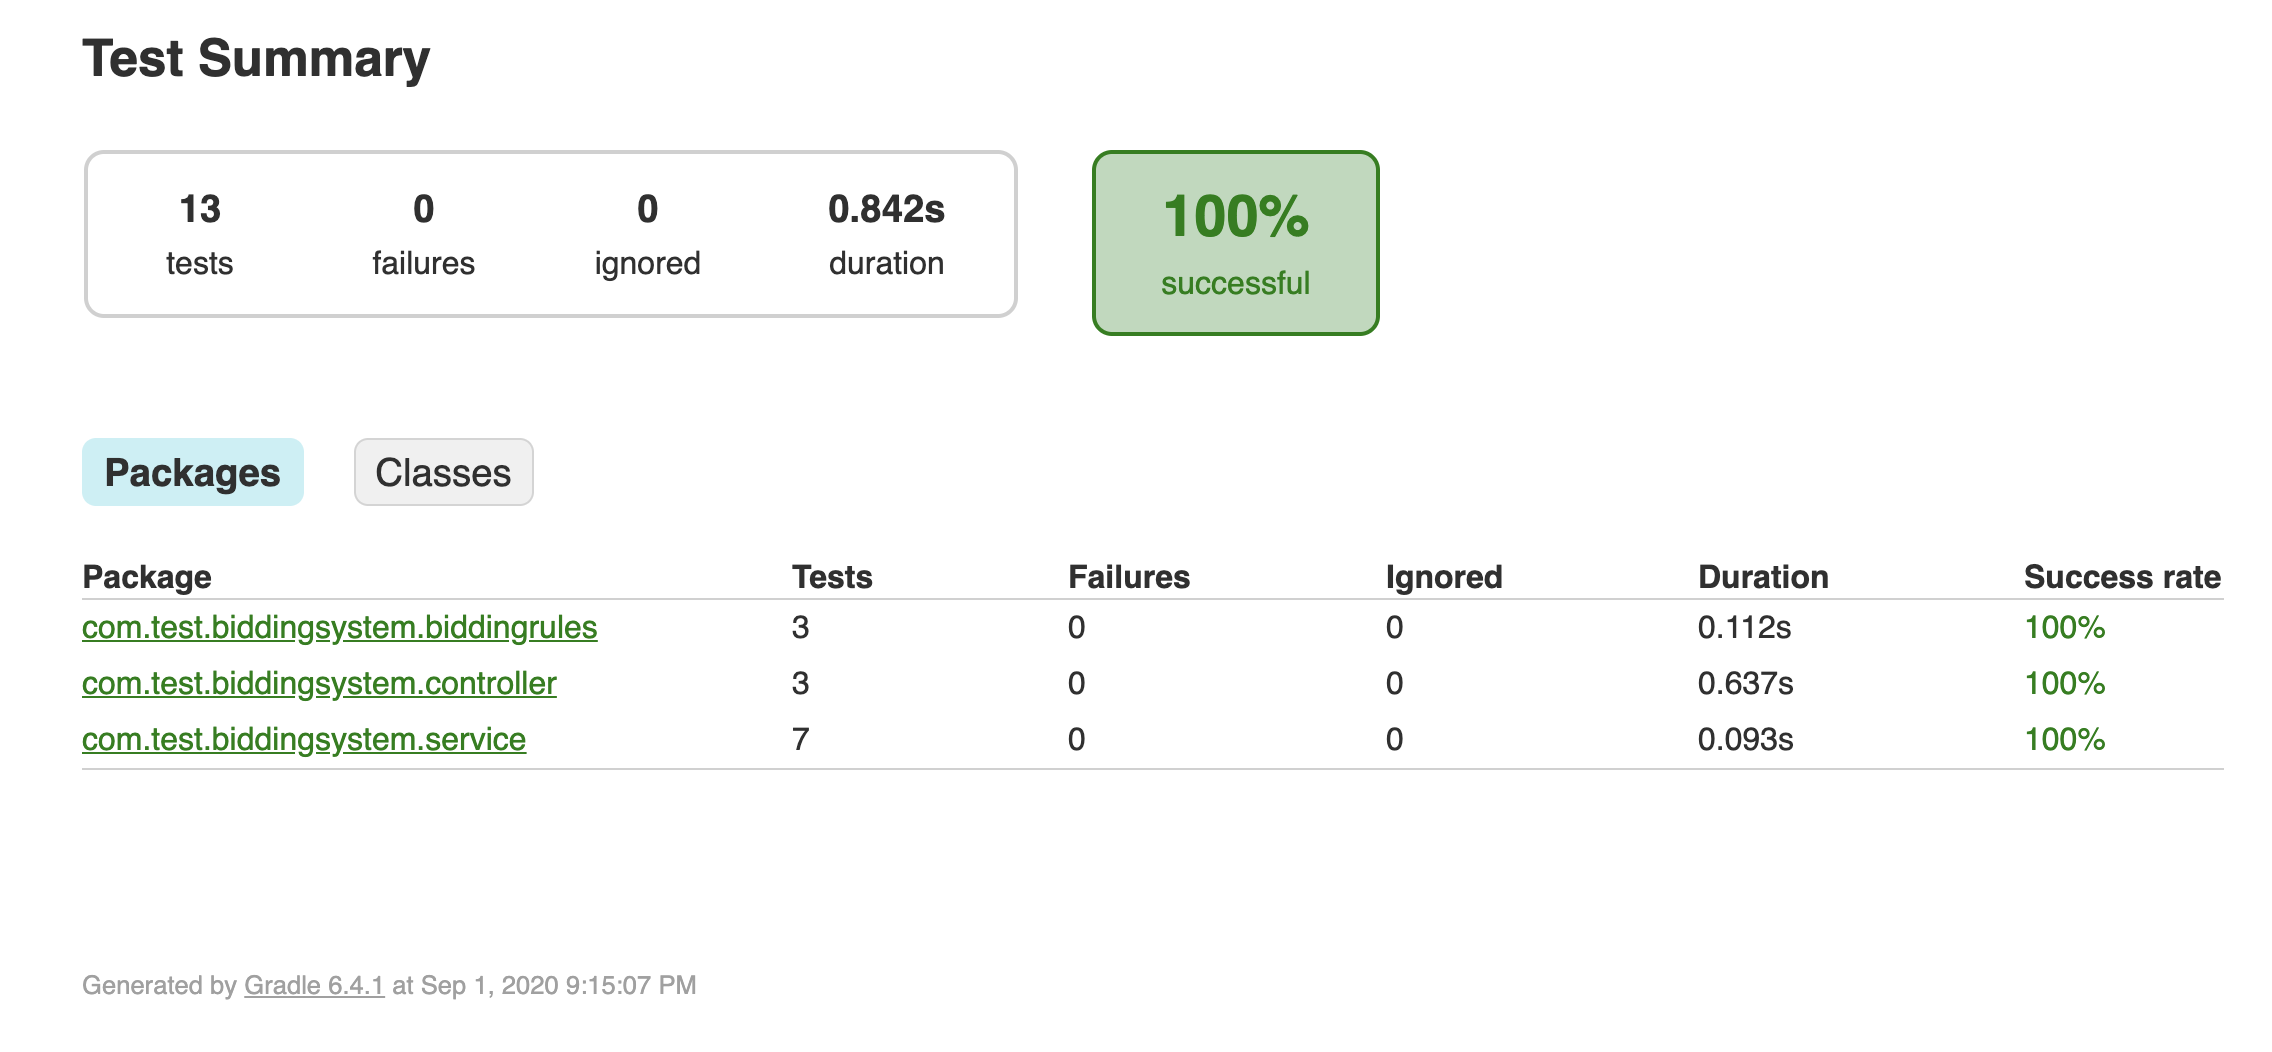 Test Summary
13 0 0 0.842s
tests failures ignored duration
100%
successful
Packages Classes
Package Tests Failures Ignored Duration Success rate
com.test.biddingsystem.biddingrules 3 0 0 0.112s 100%
com.test.biddingsystem.controller 3 0 0 0.637s 100%
com.test.biddingsystem.service 7 0 0 0.093s 100%
Generated by Gradle 6.4.1 at Sep 1, 2020 9:15:07 PM